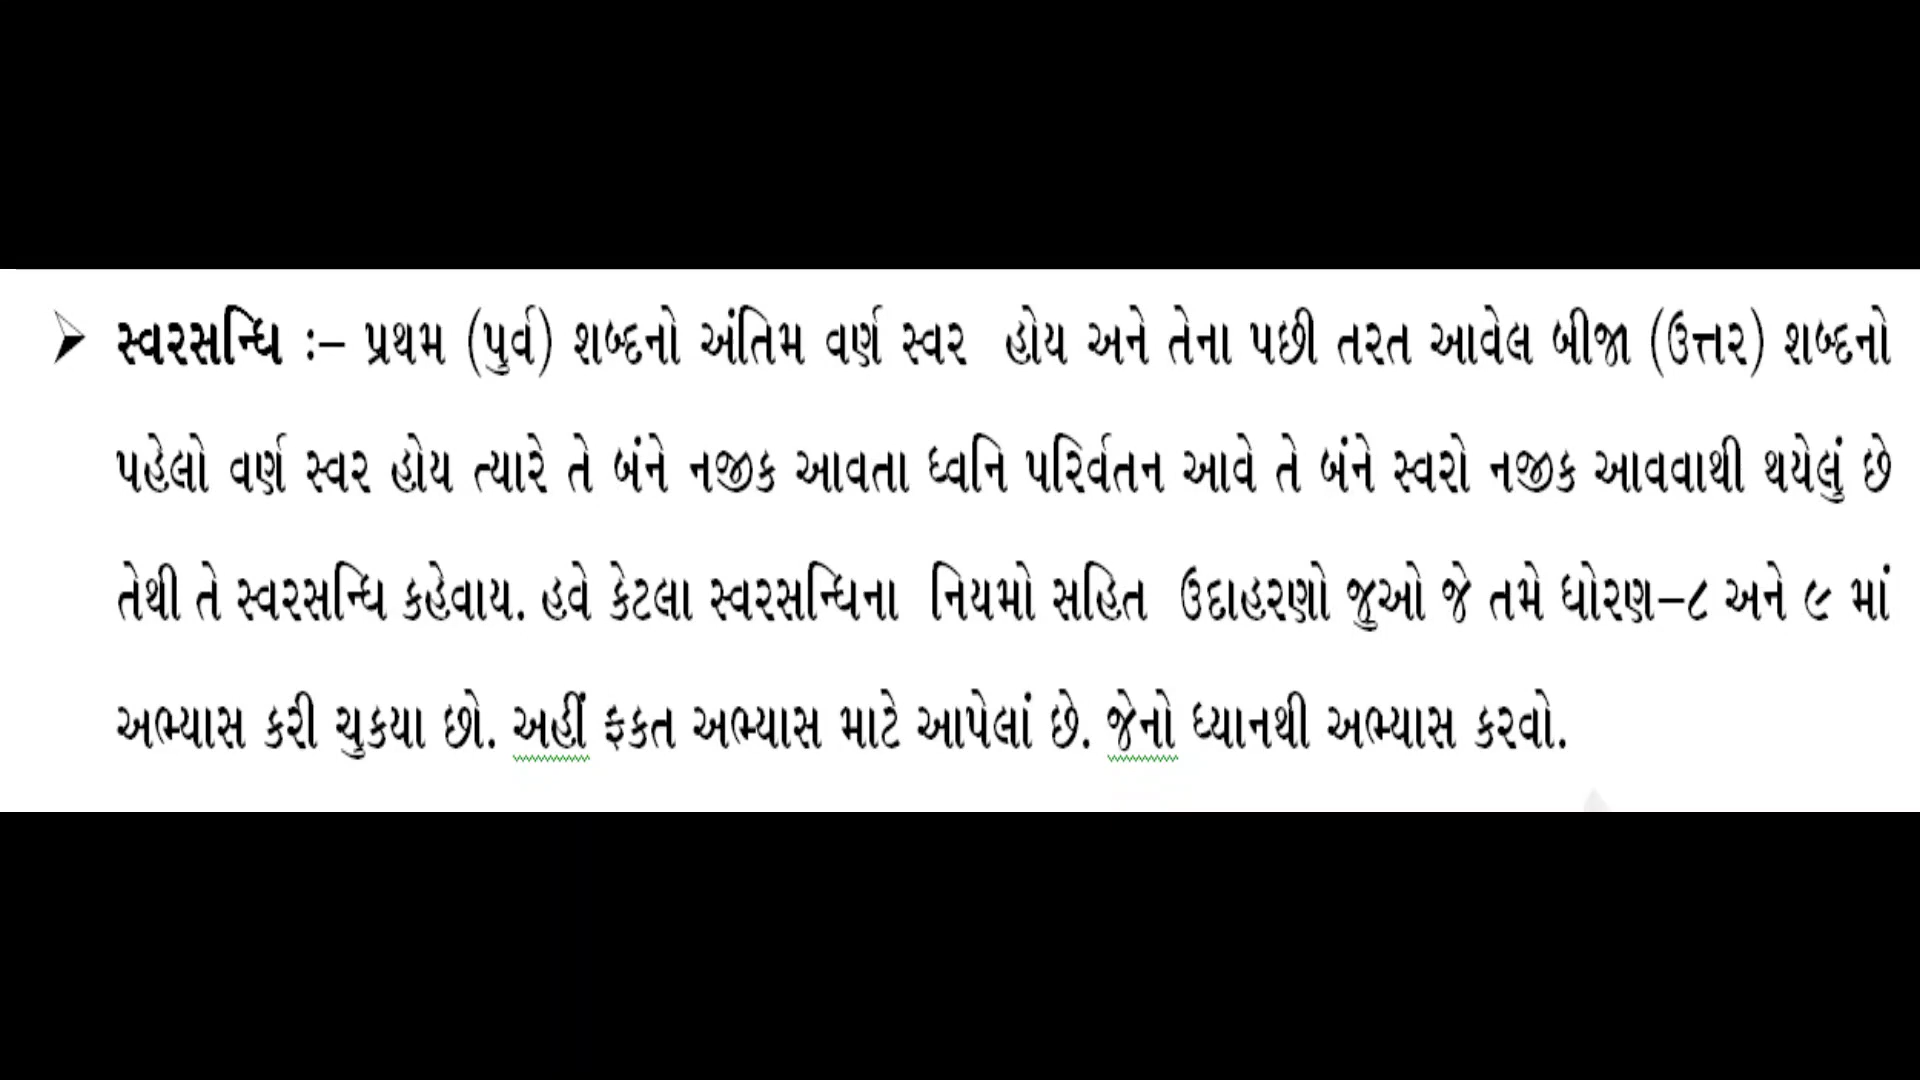 ➢ સ્વરસન્ધિ :– પ્રથમ (પુર્વ) શબ્દનો અંતિમ વર્ણ સ્વર હોય અને તેના પછી તરત આવેલ બીજા (ઉત્તર) શબ્દનો
પહેલો વર્ણ સ્વર હોય ત્યારે તે બંને નજીક આવતા ધ્વનિ પરિર્વતન આવે તે બંને સ્વરો નજીક આવવાથી થયેલું છે
તેથી તે સ્વરસન્ધિ કહેવાય. હવે કેટલા સ્વરસન્ધિના નિયમો સહિત ઉદાહરણો જુઓ જે તમે ધોરણ–૮ અને ૯ માં
અભ્યાસ કરી ચુકયા છો. અહીં ફકત અભ્યાસ માટે આપેલાં છે. જેનો ધ્યાનથી અભ્યાસ કરવો.